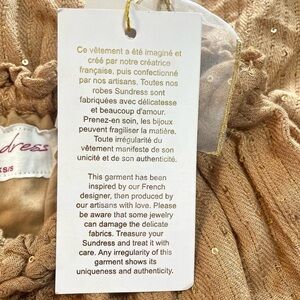 Ce vêtement a été imaginé et
créé par notre créatrice
française, puis confectionné
par nos artisans. Toutes nos
robes Sundress sont
fabriquées avec délicatesse
et beaucoup d'amour.
Prenez-en soin, les bijoux
peuvent fragiliser la matière.
Toute irrégularité du
vêtement manifeste de son
unicité et de son authenticité.
This garment has been
inspired by our French
designer, then produced by
our artisans with love. Please
be aware that some jewelry
can damage the delicate
fabrics. Treasure your
Sundress and treat it with
care. Any irregularity of this
garment shows its
uniqueness and authenticity.
dress
XS/S